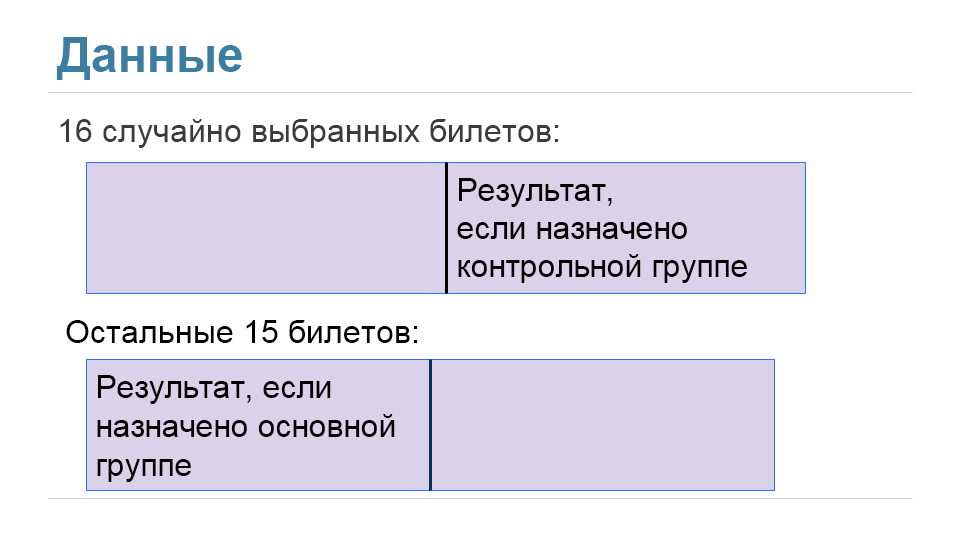 Данные
16 случайно выбранных билетов:
Результат,
если назначено
контрольной группе
Остальные 15 билетов:
Результат, если
назначено основной
группе